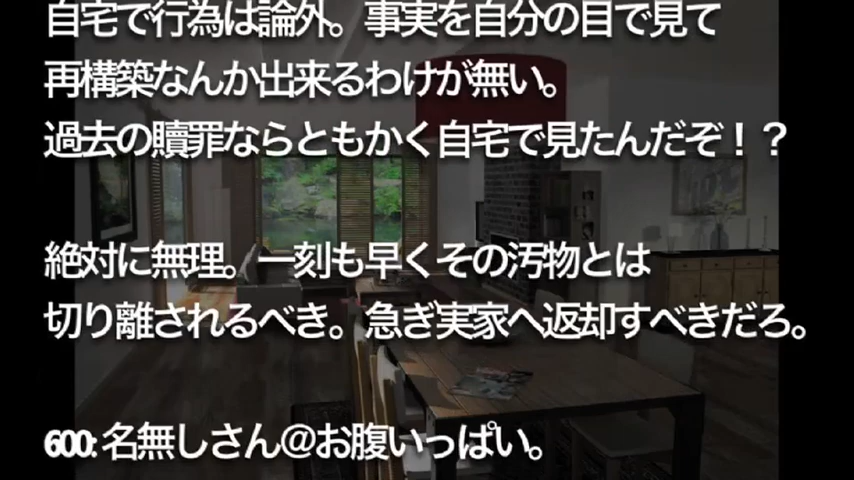 自宅で行為は論外。事実を自分の目で見て
再構築なんか出来るわけが無い。
過去の贖罪ならともかく自宅で見たんだぞ！？
絶対に無理。一刻も早くその汚物とは
切り離されるべき。急ぎ実家へ返却すべきだろ。
600: 名無しさん@お腹いっぱい。